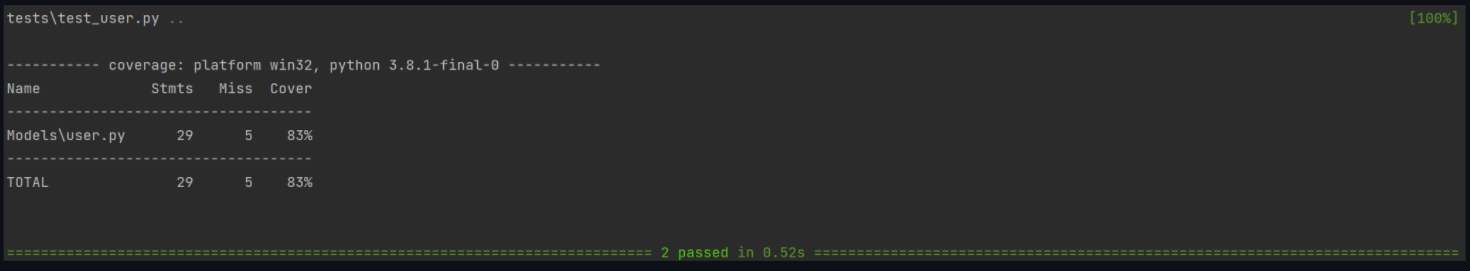 tests\test_user.py .. [100%]
----------- coverage: platform win32, python 3.8.1-final-0 -----------
Name Stmts Miss Cover
------------------------------------
Models\user.py 29 5 83%
------------------------------------
TOTAL 29 5 83%
============================================================================ 2 passed in 0.52s ============================================================================